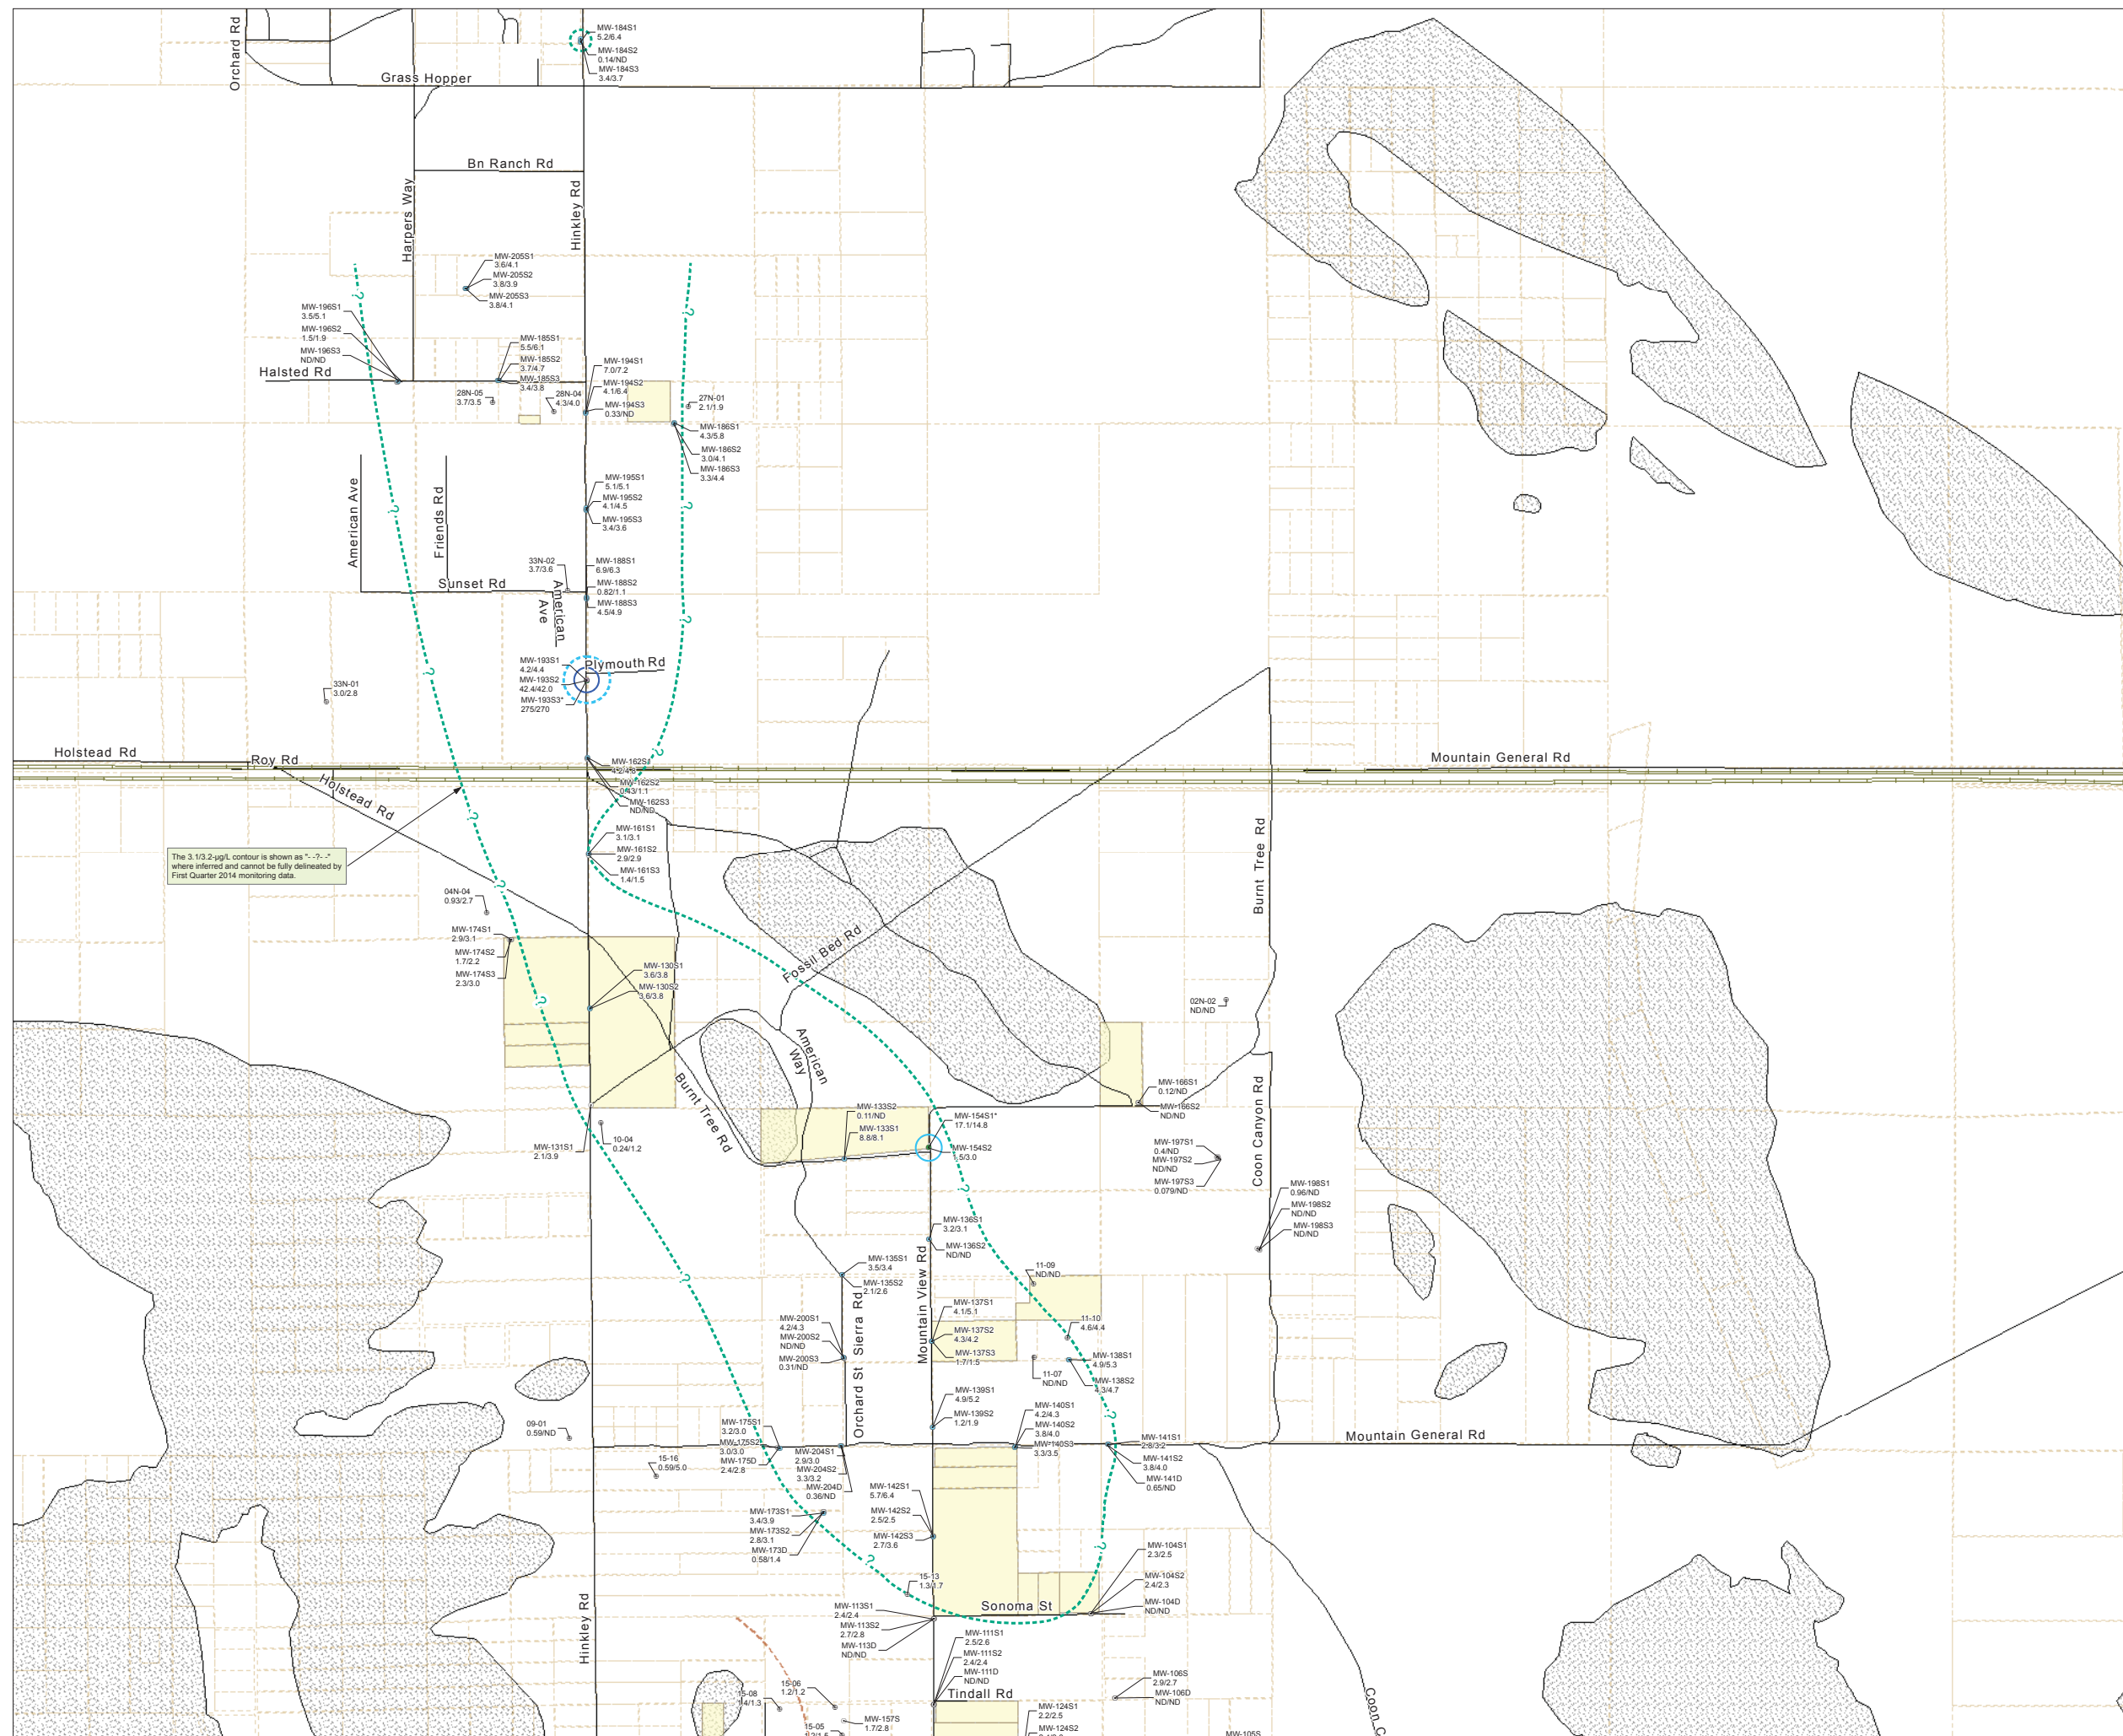 Orchard Rd
MW-184S1
5.2/6.4
MW-184S2
0.14/ND
MW-184S3
3.4/3.7
Grass Hopper
Bn Ranch Rd
Harpers Way
Hinkley Rd
MW-205S1
3.6/4.1
MW-205S2
3.8/3.9
MW-205S3
3.8/4.1
?
?
MW-196S1
3.5/5.1
MW-196S2
1.5/1.9
MW-196S3
ND/ND
Halsted Rd
MW-185S1
5.5/6.1
MW-185S2
3.7/4.7
MW-185S3
3.4/3.8
28N-05
3.7/3.5
28N-04
4.3/4.0
MW-194S1
7.0/7.2
MW-194S2
4.1/6.4
MW-194S3
0.33/ND
27N-01
2.1/1.9
MW-186S1
4.3/5.8
MW-186S2
3.0/4.1
MW-186S3
3.3/4.4
American Ave
Friends Rd
?
?
MW-195S1
5.1/5.1
MW-195S2
4.1/4.5
MW-195S3
3.4/3.6
33N-02
3.7/3.6
Sunset Rd
American
Ave
MW-188S1
6.9/6.3
MW-188S2
0.82/1.1
MW-188S3
4.5/4.9
?
?
33N-01
3.0/2.8
MW-193S1
4.2/4.4
MW-193S2
42.4/42.0
MW-193S3*
275/270
Plymouth Rd
?
Holstead Rd
Roy Rd
Holstead Rd
Mountain General Rd
MW-162S1
4.2/4.8
MW-162S2
0.43/1.1
MW-162S3
ND/ND
?
?
MW-161S1
3.1/3.1
MW-161S2
2.9/2.9
MW-161S3
1.4/1.5
The 3.1/3.2-µg/L contour is shown as "- -?- -"
where inferred and cannot be fully delineated by
First Quarter 2014 monitoring data.
?
Burnt Tree Rd
04N-04
0.93/2.7
MW-174S1
2.9/3.1
MW-174S2
1.7/2.2
MW-174S3
2.3/3.0
MW-130S1
3.6/3.8
MW-130S2
3.6/3.8
?
Fossil Bed Rd
02N-02
ND/ND
American
Way
Burnt Tree Rd
MW-166S1
0.12/ND
MW-166S2
ND/ND
MW-133S2
0.11/ND
MW-133S1
8.8/8.1
MW-154S1*
17.1/14.8
MW-154S2
1.5/3.0
?
MW-131S1
2.1/3.9
10-04
0.24/1.2
MW-197S1
0.4/ND
MW-197S2
ND/ND
MW-197S3
0.079/ND
Coon Canyon Rd
MW-198S1
0.96/ND
MW-198S2
ND/ND
MW-198S3
ND/ND
MW-136S1
3.2/3.1
MW-136S2
ND/ND
MW-135S1
3.5/3.4
MW-135S2
2.1/2.6
?
11-09
ND/ND
Mountain View Rd
Sierra Rd
Orchard St
MW-200S1
4.2/4.3
MW-200S2
ND/ND
MW-200S3
0.31/ND
MW-137S1
4.1/5.1
MW-137S2
4.3/4.2
MW-137S3
1.7/1.5
11-10
4.6/4.4
11-07
ND/ND
MW-138S1
4.9/5.3
MW-138S2
4.3/4.7
MW-139S1
4.9/5.2
MW-139S2
1.2/1.9
MW-140S1
4.2/4.3
MW-140S2
3.8/4.0
MW-140S3
3.3/3.5
?
09-01
0.59/ND
15-16
0.59/5.0
MW-175S1
3.2/3.0
MW-175S2
3.0/3.0
MW-175D
2.4/2.8
MW-204S1
2.9/3.0
MW-204S2
3.3/3.2
MW-204D
0.36/ND
MW-141S1
2.8/3.2
MW-141S2
3.8/4.0
MW-141D
0.65/ND
Mountain General Rd
MW-142S1
5.7/6.4
MW-142S2
2.5/2.5
MW-142S3
2.7/3.6
MW-173S1
3.4/3.9
MW-173S2
2.8/3.1
MW-173D
0.58/1.4
?
?
15-13
1.3/1.7
MW-104S1
2.3/2.5
MW-104S2
2.4/2.3
MW-104D
ND/ND
Sonoma St
MW-113S1
2.4/2.4
MW-113S2
2.7/2.8
MW-113D
ND/ND
Hinkley Rd
MW-111S1
2.5/2.6
MW-111S2
2.4/2.4
MW-111D
ND/ND
Tindall Rd
MW-106S
2.9/2.7
MW-106D
ND/ND
15-08
1.4/1.3
15-06
1.2/1.2
MW-157S
1.7/2.8
15-05
MW-124S1
2.2/2.5
MW-124S2
MW-105S
Coon C